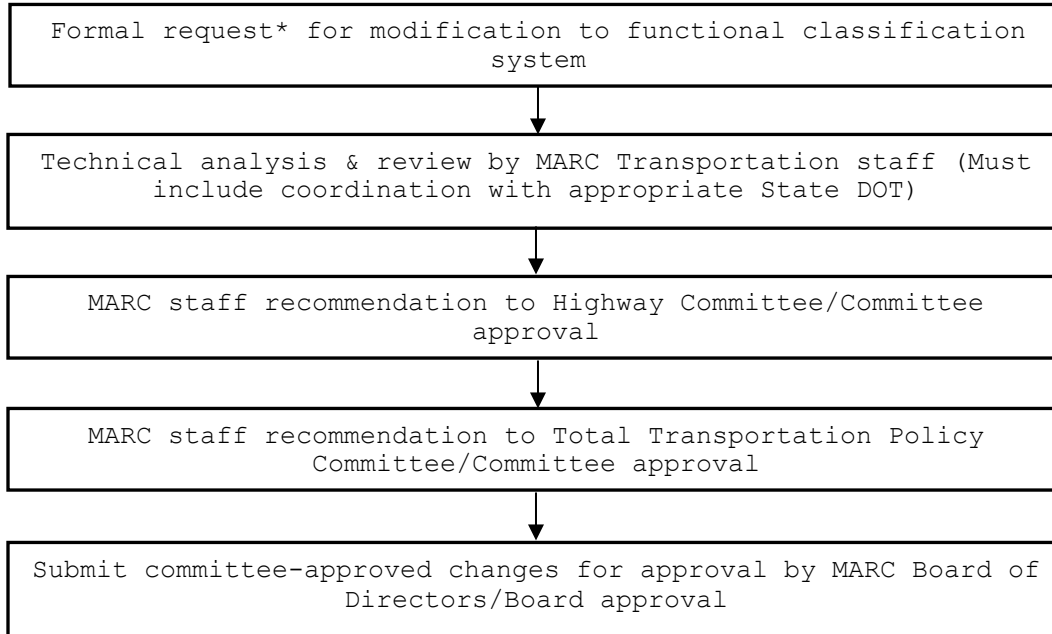 Formal request* for modification to functional classification
system
Technical analysis & review by MARC Transportation staff (Must
include coordination with appropriate State DOT)
MARC staff recommendation to Highway Committee/Committee
approval
MARC staff recommendation to Total Transportation Policy
Committee/Committee approval
Submit committee-approved changes for approval by MARC Board of
Directors/Board approval